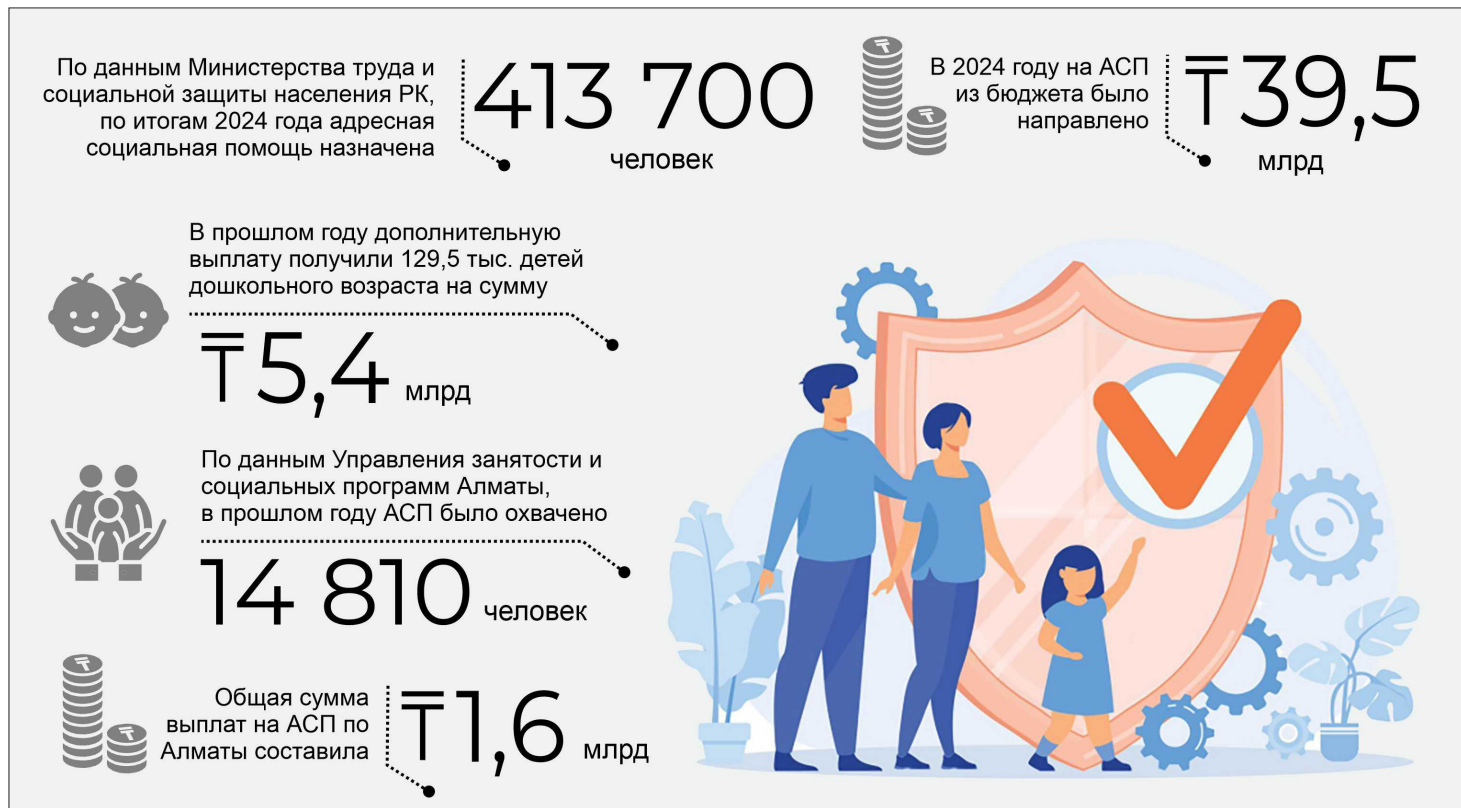 По данным Министерства труда и
социальной защиты населения РК,
по итогам 2024 года адресная
социальная помощь назначена
413 700
человек
В 2024 году на АСП
из бюджета было
направлено
₸39,5
млрд
В прошлом году дополнительную
выплату получили 129,5 тыс. детей
дошкольного возраста на сумму
₸5,4 млрд
По данным Управления занятости и
социальных программ Алматы,
в прошлом году АСП было охвачено
14 810 человек
Общая сумма
выплат на АСП по
Алматы составила
₸1,6 млрд